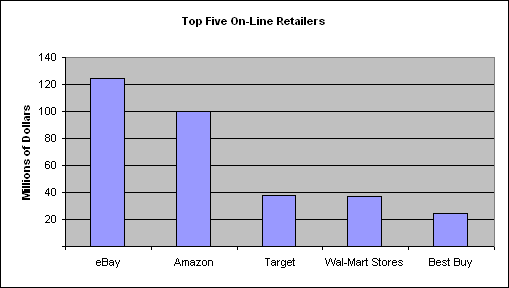 Top Five On-Line Retailers
Millions of Dollars
140
120
100
80
60
40
20
eBay
Amazon
Target
Wal-Mart Stores
Best Buy